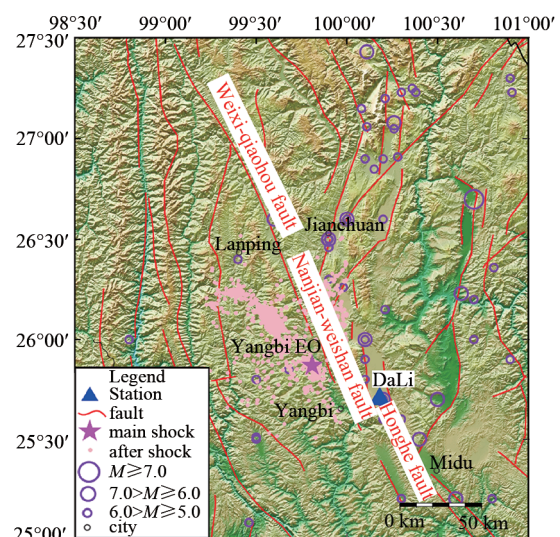 98°30′ 99°00′ 99°30′ 100°00′ 100°30′ 101°00′
27°30′
27°00′
26°30′
26°00′
25°30′
25°00′
Weixi-qiaohou fault
Jianchuan
Lanping
Nanjian-weishan fault
Yangbi EO
DaLi
Yangbi
Honghe fault
Midu
Legend
Station
fault
main shock
after shock
M≥7.0
7.0>M≥6.0
6.0>M≥5.0
city
0 km 50 km